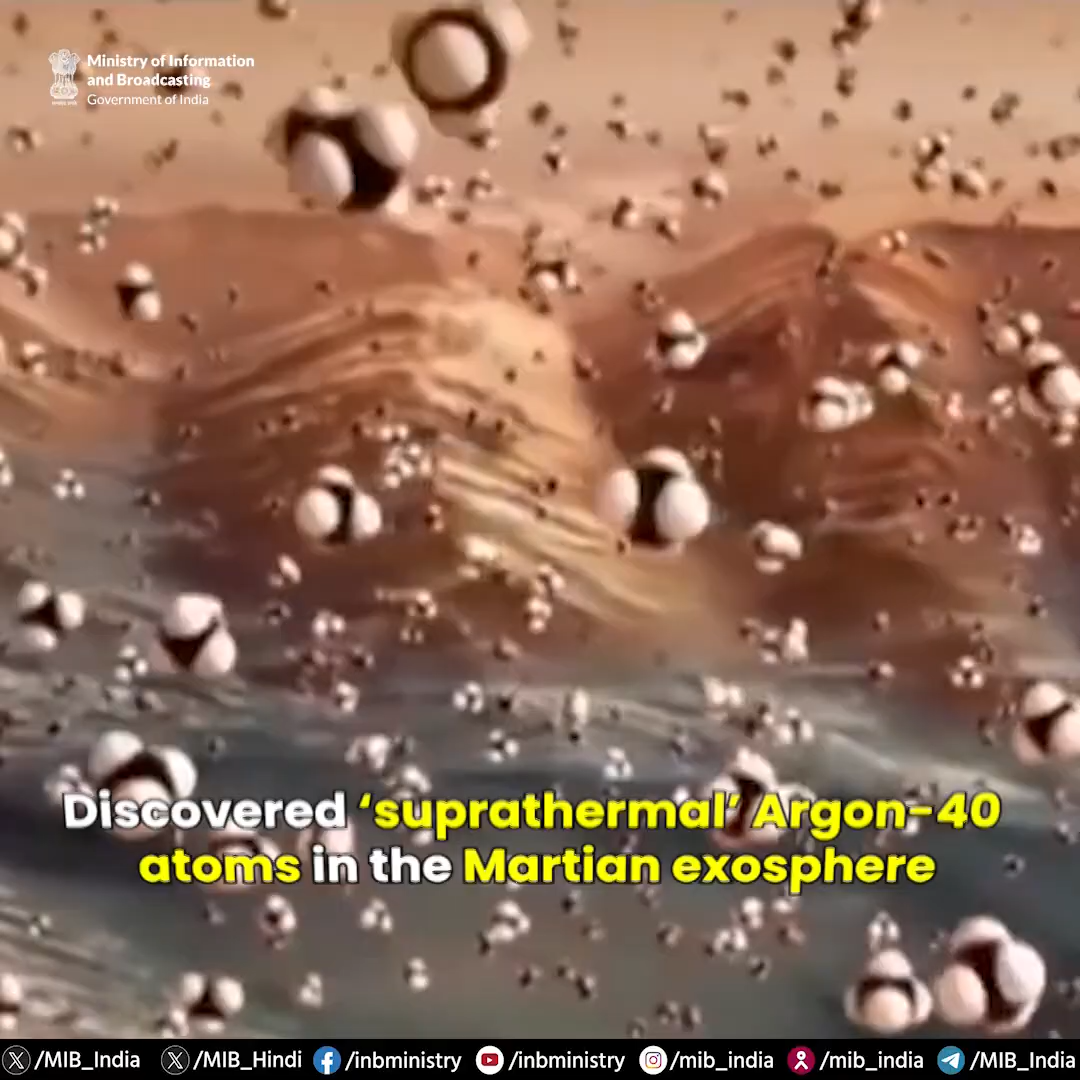 Ministry of Information
and Broadcasting
Government of India
Discovered ‘suprathermal’ Argon-40
atoms in the Martian exosphere
/MIB_India /MIB_Hindi /inbministry /inbministry /mib_india /mib_india /MIB_India